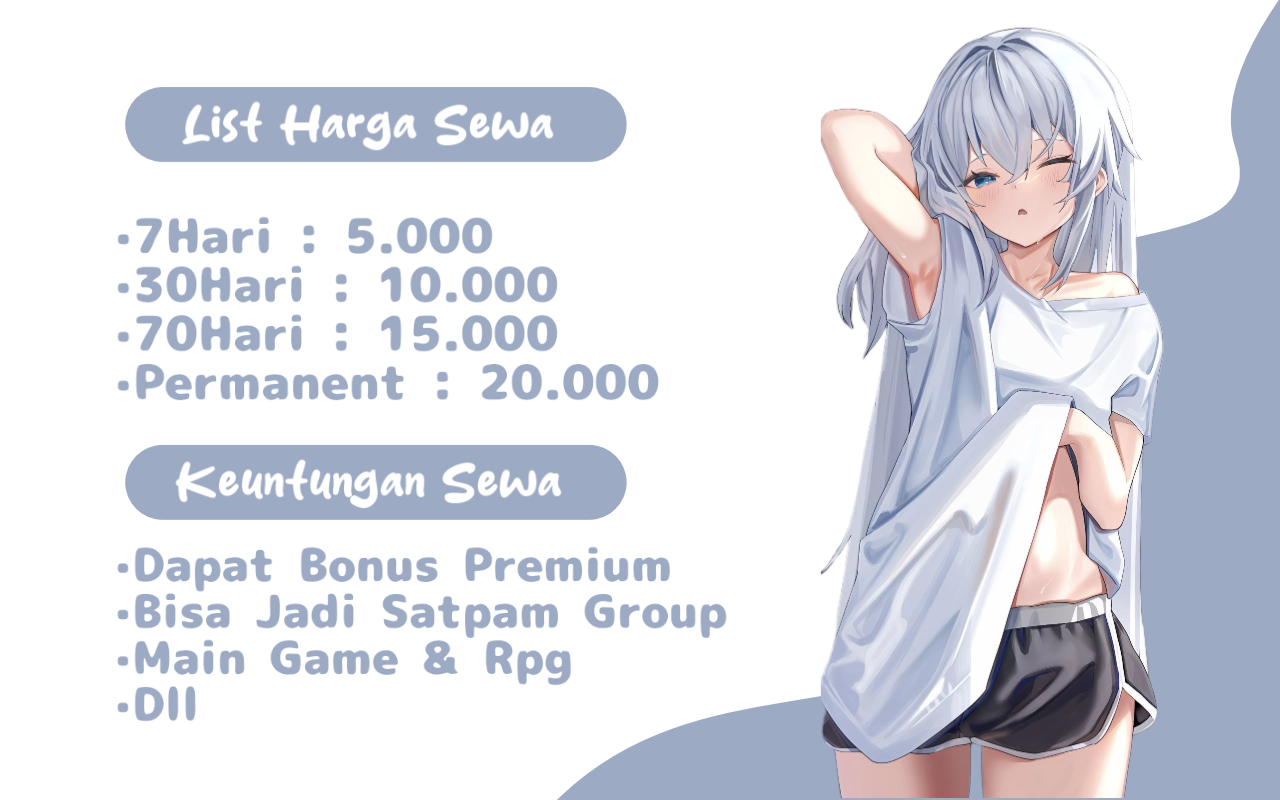 List Harga Sewa
•7Hari : 5.000
•30Hari : 10.000
•70Hari : 15.000
•Permanent : 20.000
Keuntungan Sewa
•Dapat Bonus Premium
•Bisa Jadi Satpam Group
•Main Game & Rpg
•Dll